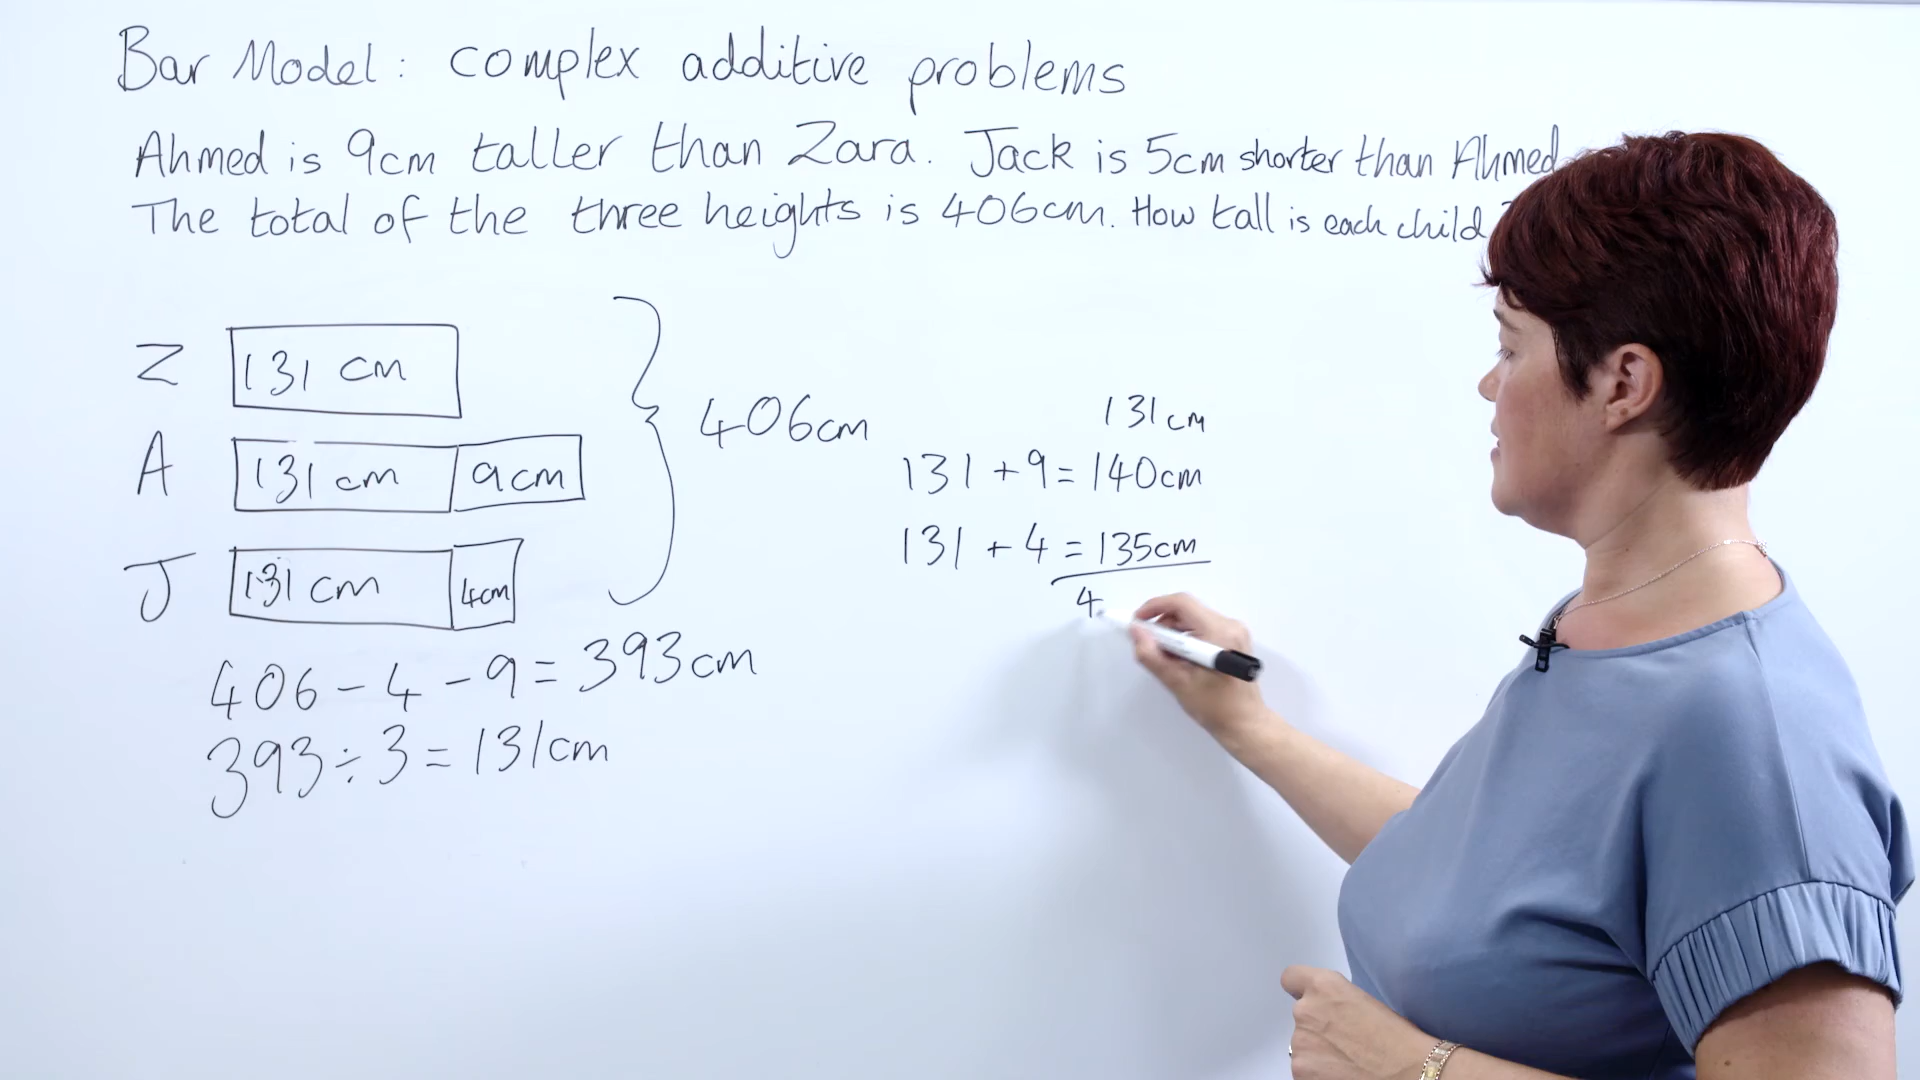 Bar Model: complex additive problems
Ahmed is 9cm taller than Zara. Jack is 5cm shorter than Ahmed
The total of the three heights is 406cm. How tall is each child ?
Z 131 cm
A 131 cm 9cm
J 131 cm 4cm
406cm
406 - 4 - 9 = 393cm
393 ÷ 3 = 131cm
131cm
131 + 9 = 140cm
131 + 4 = 135cm
4